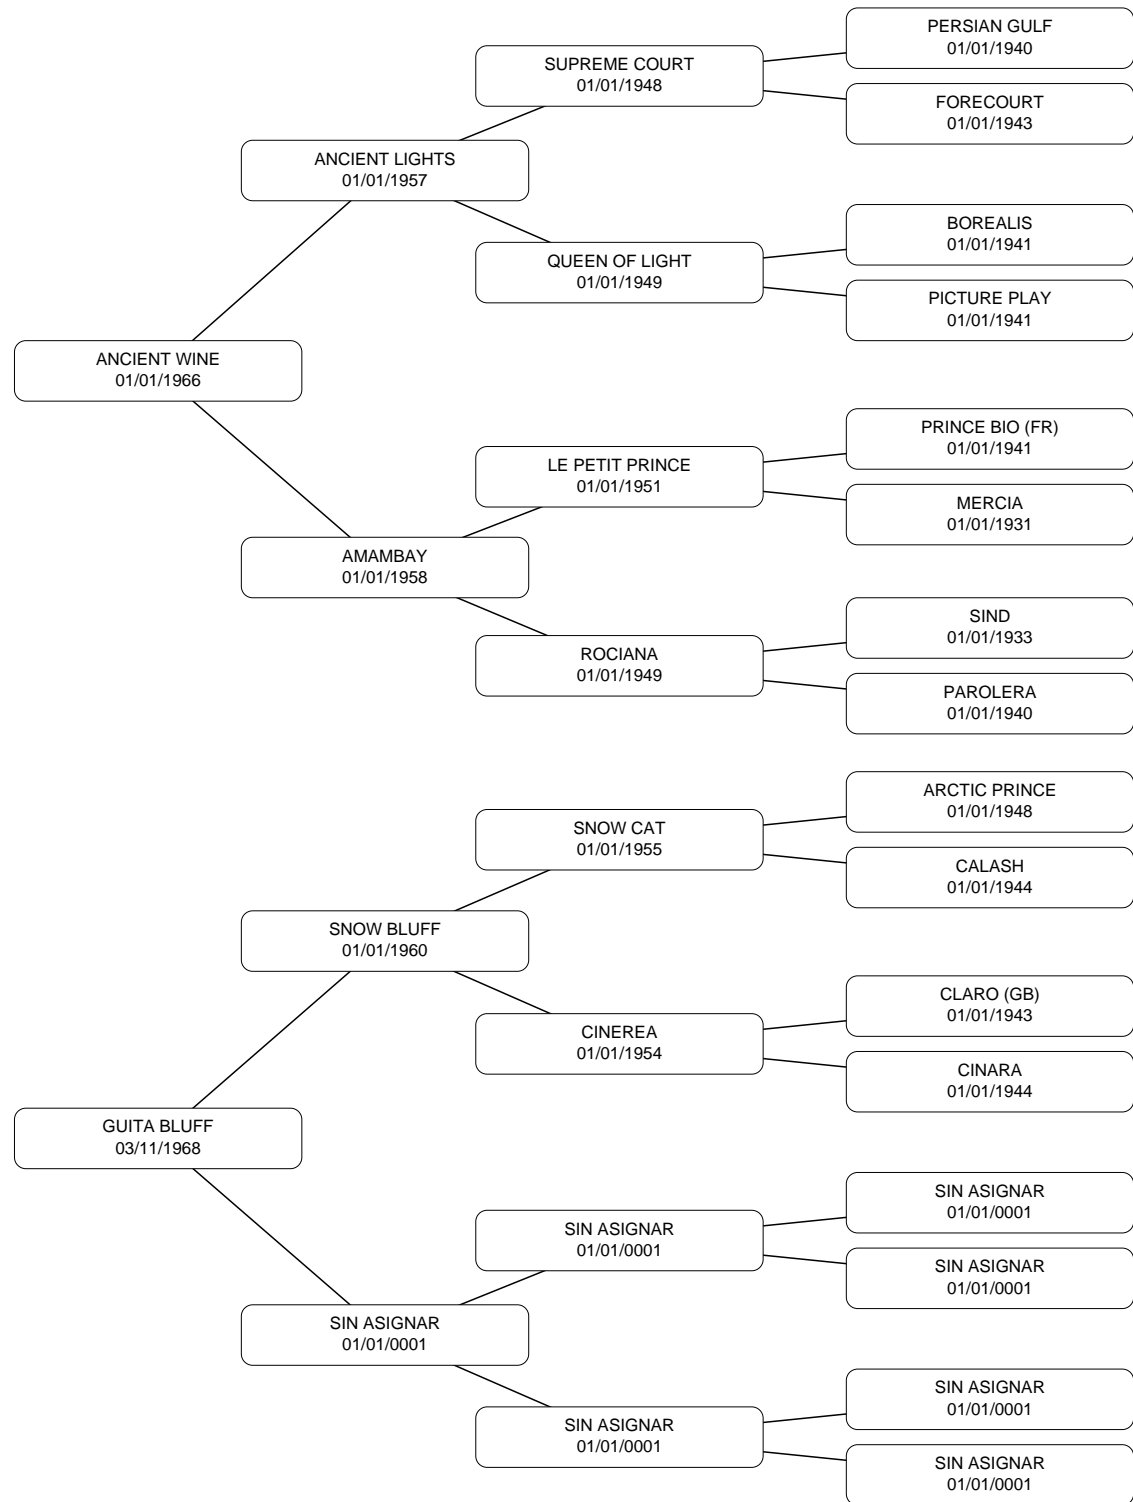 PERSIAN GULF
01/01/1940
SUPREME COURT
01/01/1948
FORECOURT
01/01/1943
ANCIENT LIGHTS
01/01/1957
BOREALIS
01/01/1941
QUEEN OF LIGHT
01/01/1949
PICTURE PLAY
01/01/1941
ANCIENT WINE
01/01/1966
PRINCE BIO (FR)
01/01/1941
LE PETIT PRINCE
01/01/1951
MERCIA
01/01/1931
AMAMBAY
01/01/1958
SIND
01/01/1933
ROCIANA
01/01/1949
PAROLERA
01/01/1940
ARCTIC PRINCE
01/01/1948
SNOW CAT
01/01/1955
CALASH
01/01/1944
SNOW BLUFF
01/01/1960
CLARO (GB)
01/01/1943
CINEREA
01/01/1954
CINARA
01/01/1944
GUITA BLUFF
03/11/1968
SIN ASIGNAR
01/01/0001
SIN ASIGNAR
01/01/0001
SIN ASIGNAR
01/01/0001
SIN ASIGNAR
01/01/0001
SIN ASIGNAR
01/01/0001
SIN ASIGNAR
01/01/0001
SIN ASIGNAR
01/01/0001